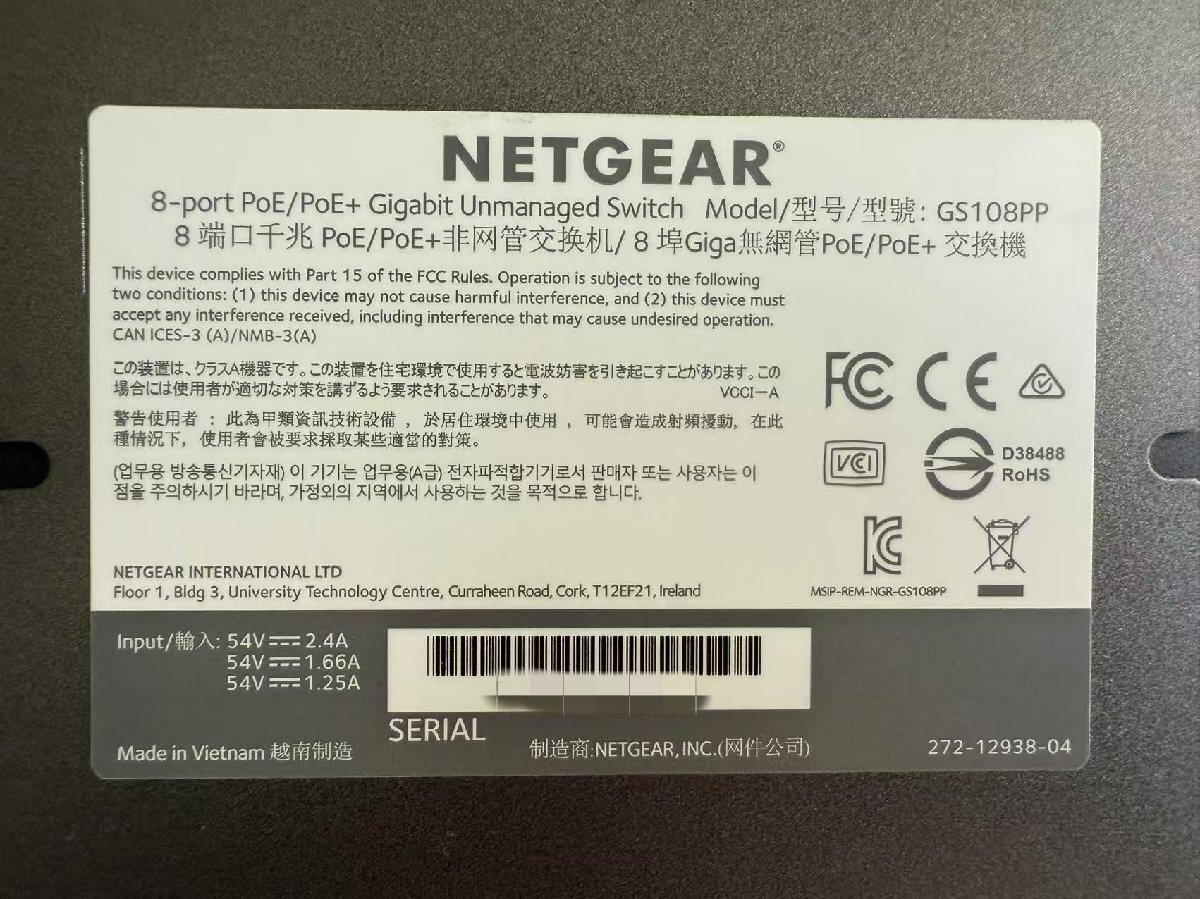 NETGEAR®
8-port PoE/PoE+ Gigabit Unmanaged Switch Model/型号/型號: GS108PP
8 端口千兆 PoE/PoE+非网管交换机/ 8 埠Giga無網管PoE/PoE+ 交換機
This device complies with Part 15 of the FCC Rules. Operation is subject to the following
two conditions: (1) this device may not cause harmful interference, and (2) this device must
accept any interference received, including interference that may cause undesired operation.
CAN ICES-3 (A)/NMB-3(A)
この装置は、クラスA機器です。この装置を住宅環境で使用すると電波妨害を引き起こすことがあります。この
場合には使用者が適切な対策を講ずるよう要求されることがあります。 VCCI-A
警告使用者 : 此為甲類資訊技術設備 , 於居住環境中使用 , 可能會造成射頻擾動, 在此
種情況下, 使用者會被要求採取某些適當的對策。
(업무용 방송통신기자재) 이 기기는 업무용(A급) 전자파적합기기로서 판매자 또는 사용자는 이
점을 주의하시기 바라며, 가정외의 지역에서 사용하는 것을 목적으로 합니다.
FC CE
VCI
D38488
RoHS
KC
MSIP-REM-NGR-GS108PP
NETGEAR INTERNATIONAL LTD
Floor 1, Bldg 3, University Technology Centre, Curraheen Road, Cork, T12EF21, Ireland
Input/輸入: 54V⎓2.4A
54V⎓1.66A
54V⎓1.25A
SERIAL
Made in Vietnam 越南制造
制造商:NETGEAR,INC.(网件公司)
272-12938-04